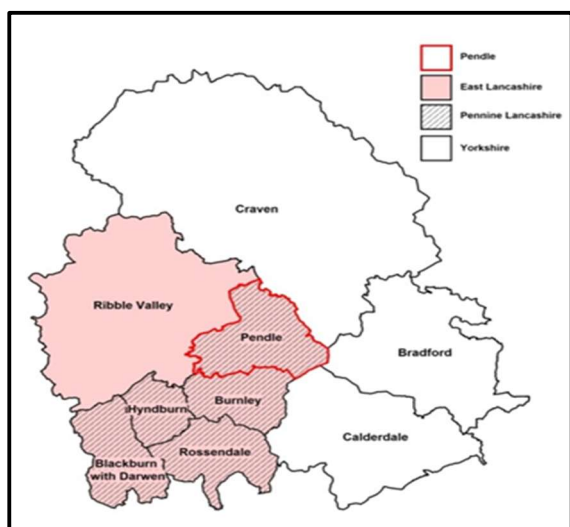 Pendle
East Lancashire
Pennine Lancashire
Yorkshire
Craven
Ribble Valley
Pendle
Bradford
Hyndburn
Burnley
Calderdale
Blackburn
with Darwen
Rossendale